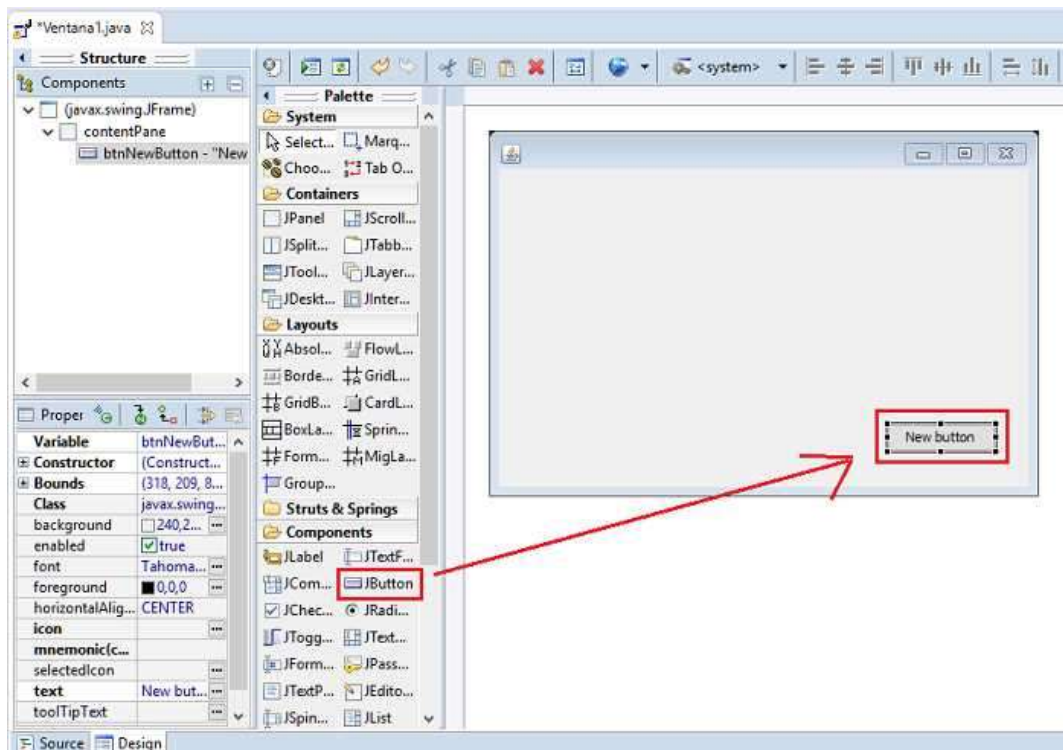 *Ventana1.java
Structure
Components
(javax.swing.JFrame)
contentPane
btnNewButton - "New
<system>
Palette
System
Select... Marq...
Choo... Tab O...
Containers
JPanel JScroll...
JSplit... JTabb...
JTool... JLayer...
JDeskt... JInter...
Layouts
Absol... FlowL...
Borde... GridL...
GridB... CardL...
BoxLa... Sprin...
Form... MigLa...
Group...
Struts & Springs
Components
JLabel JTextF...
JCom... JButton
JChec... JRadi...
JTogg... JText...
JForm... JPass...
JTextP... JEdito...
JSpin... JList
New button
Proper
Variable btnNewBut...
Constructor (Construct...
Bounds (318, 209, 8...
Class javax.swing...
background 240,2... ...
enabled true
font Tahoma... ...
foreground 0,0,0 ...
horizontalAlig... CENTER
icon ...
mnemonic(c...
selectedIcon ...
text New but... ...
toolTipText ...
Source Design